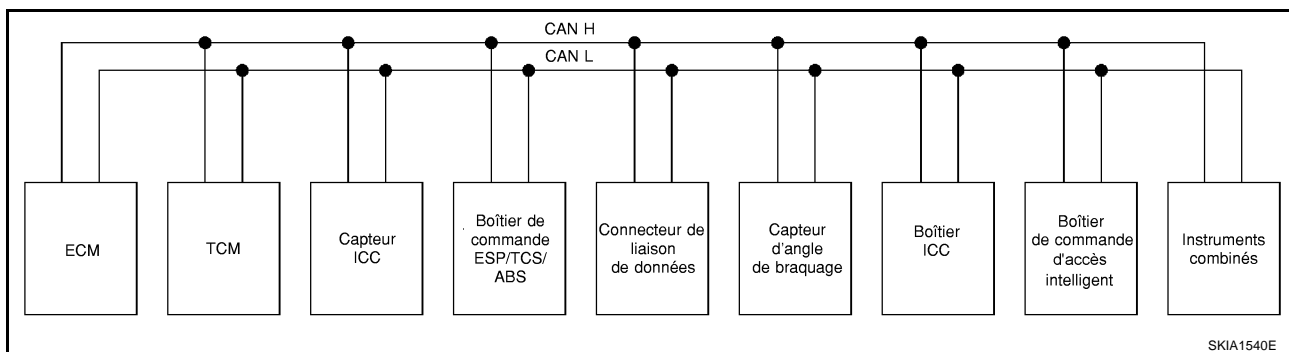 CAN H
CAN L
ECM
TCM
Capteur
ICC
Boîtier de
commande
ESP/TCS/
ABS
Connecteur de
liaison
de données
Capteur
d'angle
de braquage
Boîtier
ICC
Boîtier
de commande
d'accès
intelligent
Instruments
combinés
SKIA1540E